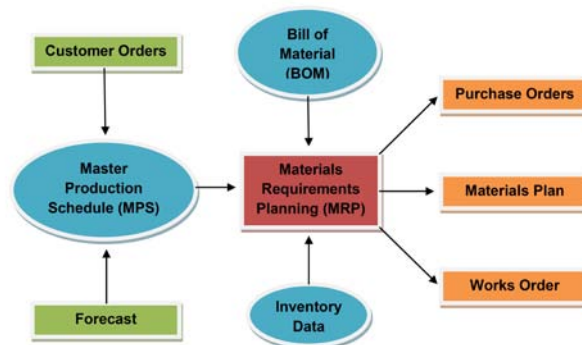 Customer Orders
Bill of
Material
(BOM)
Purchase Orders
Master
Production
Schedule (MPS)
Materials
Requirements
Planning (MRP)
Materials Plan
Works Order
Forecast
Inventory
Data